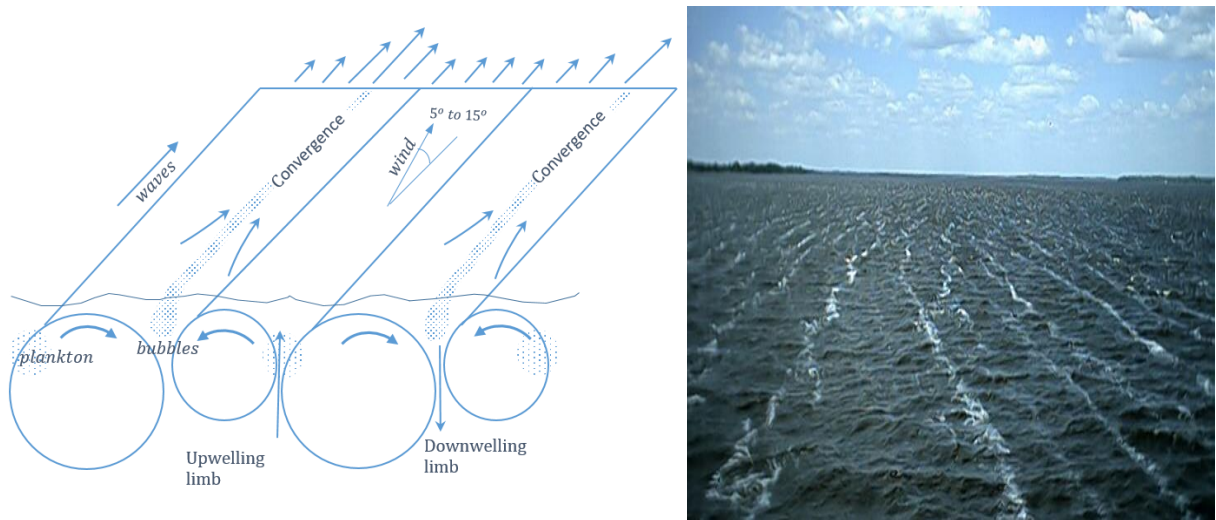 Convergence
5° to 15°
wind
Convergence
waves
plankton
bubbles
Upwelling
limb
Downwelling
limb